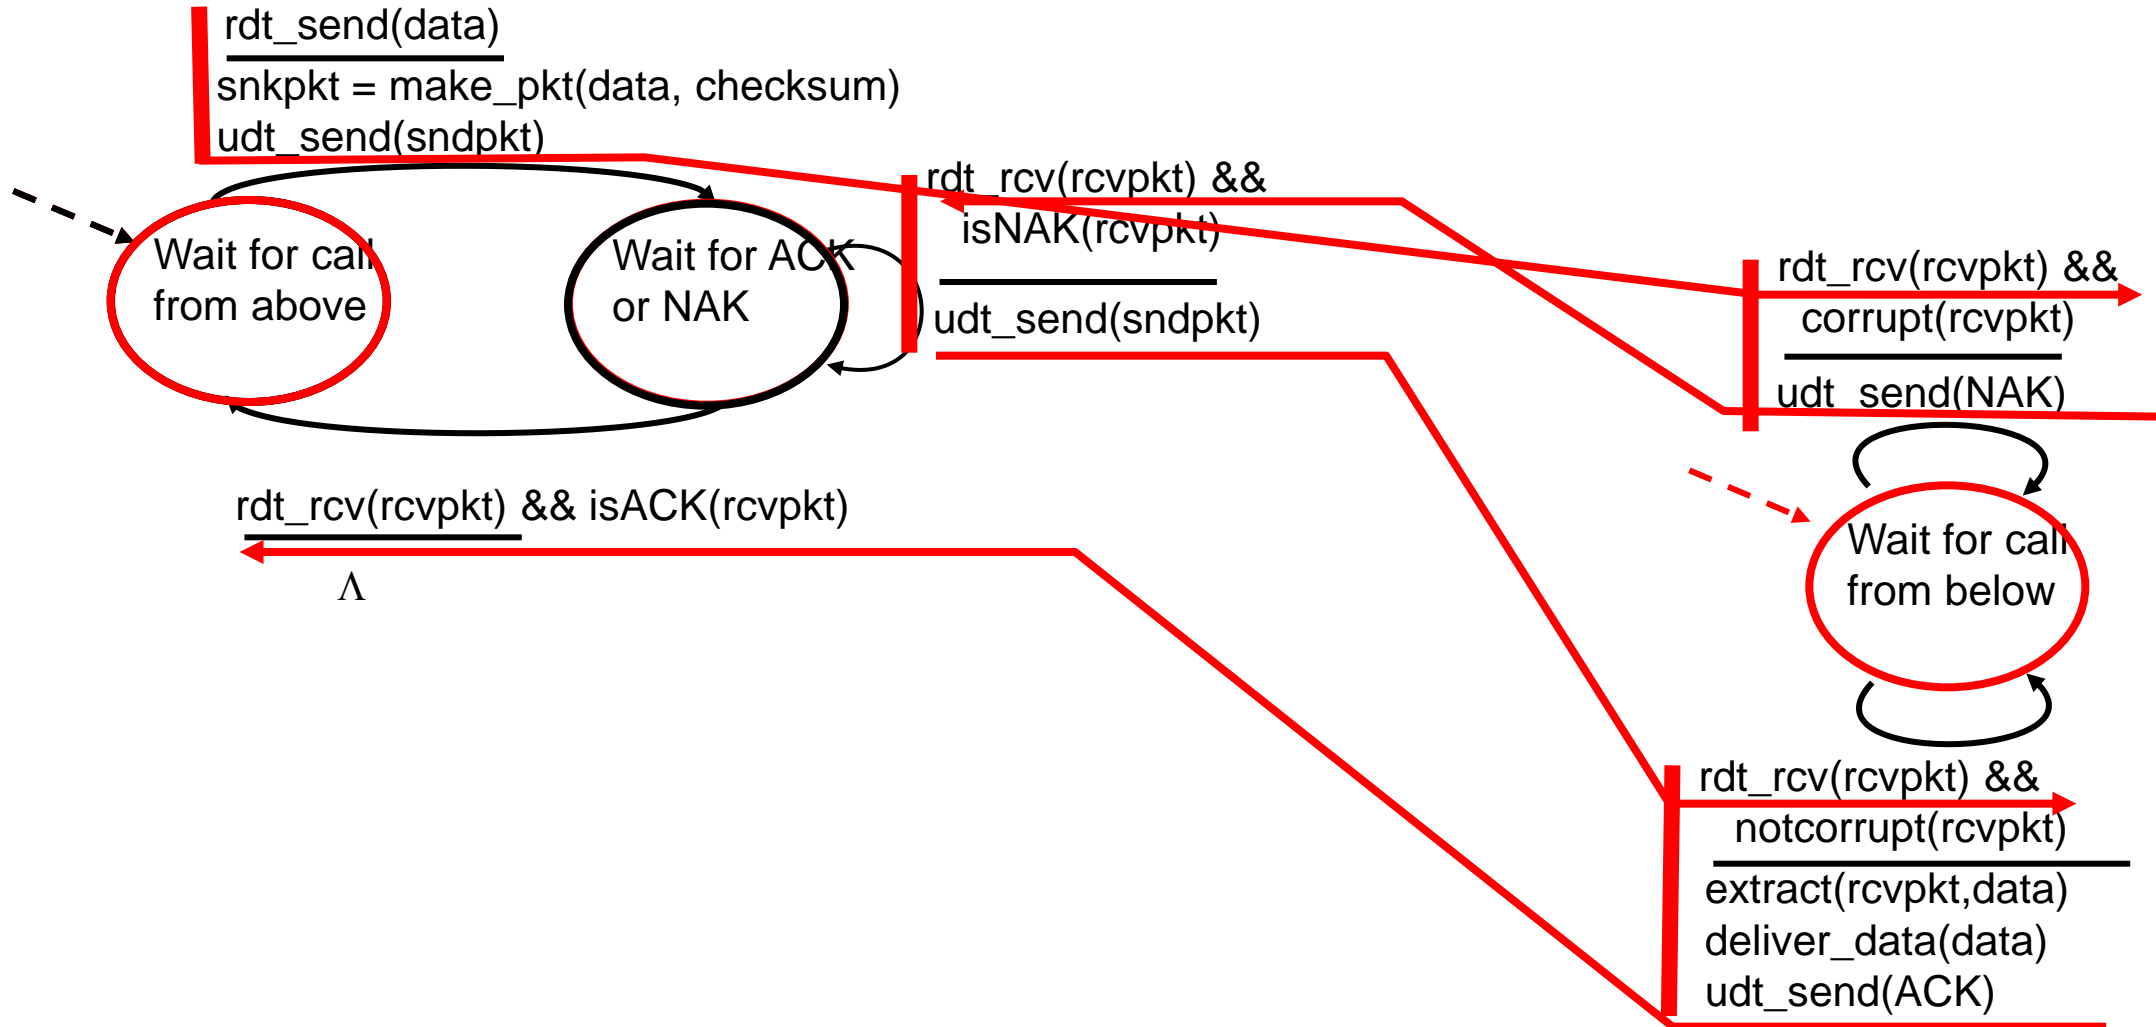 rdt_send(data)
snkpkt = make_pkt(data, checksum)
udt_send(sndpkt)
Wait for call
from above
Wait for ACK
or NAK
rdt_rcv(rcvpkt) &&
isNAK(rcvpkt)
udt_send(sndpkt)
rdt_rcv(rcvpkt) && isACK(rcvpkt)
Λ
rdt_rcv(rcvpkt) &&
corrupt(rcvpkt)
udt_send(NAK)
Wait for call
from below
rdt_rcv(rcvpkt) &&
notcorrupt(rcvpkt)
extract(rcvpkt,data)
deliver_data(data)
udt_send(ACK)